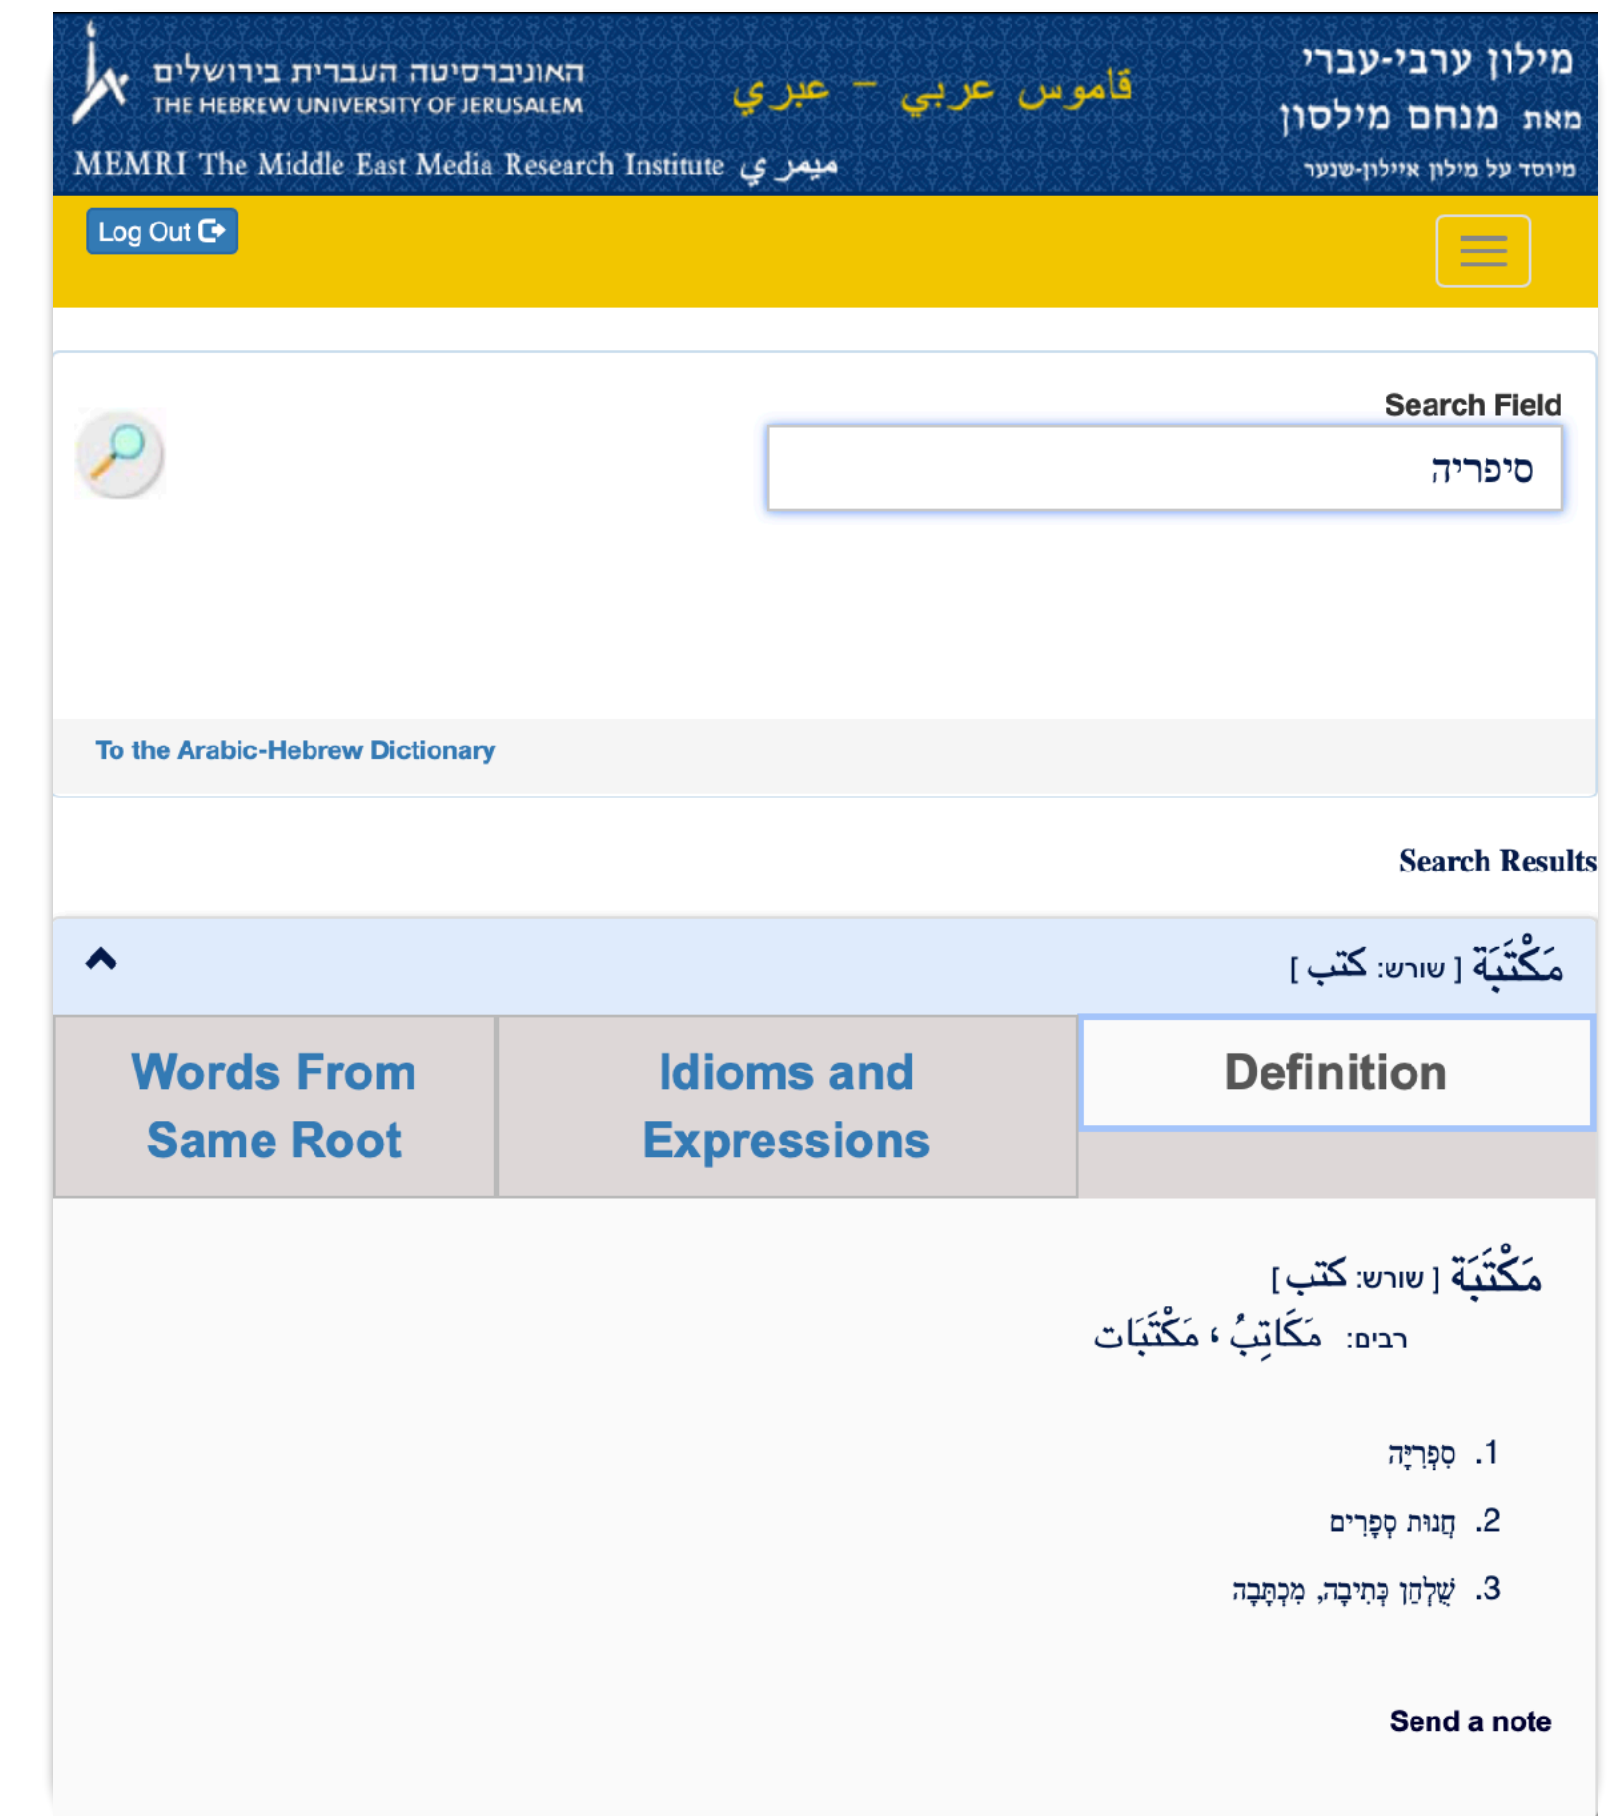 מילון ערבי-עברי
מאת מנחם מילסון
מיוסד על מילון איילון-שנער
قاموس عربي – عبري
האוניברסיטה העברית בירושלים
THE HEBREW UNIVERSITY OF JERUSALEM
MEMRI The Middle East Media Research Institute ميمري
Log Out
Search Field
סיפריה
To the Arabic-Hebrew Dictionary
Search Results
مَكْتَبَة [ שורש: كتب ]
Definition
Idioms and
Expressions
Words From
Same Root
مَكْتَبَة [ שורש: كتب ]
רבים: مَكَاتِبُ ، مَكْتَبَات
1. סִפְרִיָּה
2. חֲנוּת סְפָרִים
3. שֻׁלְחַן כְּתִיבָה, מִכְתָּבָה
Send a note